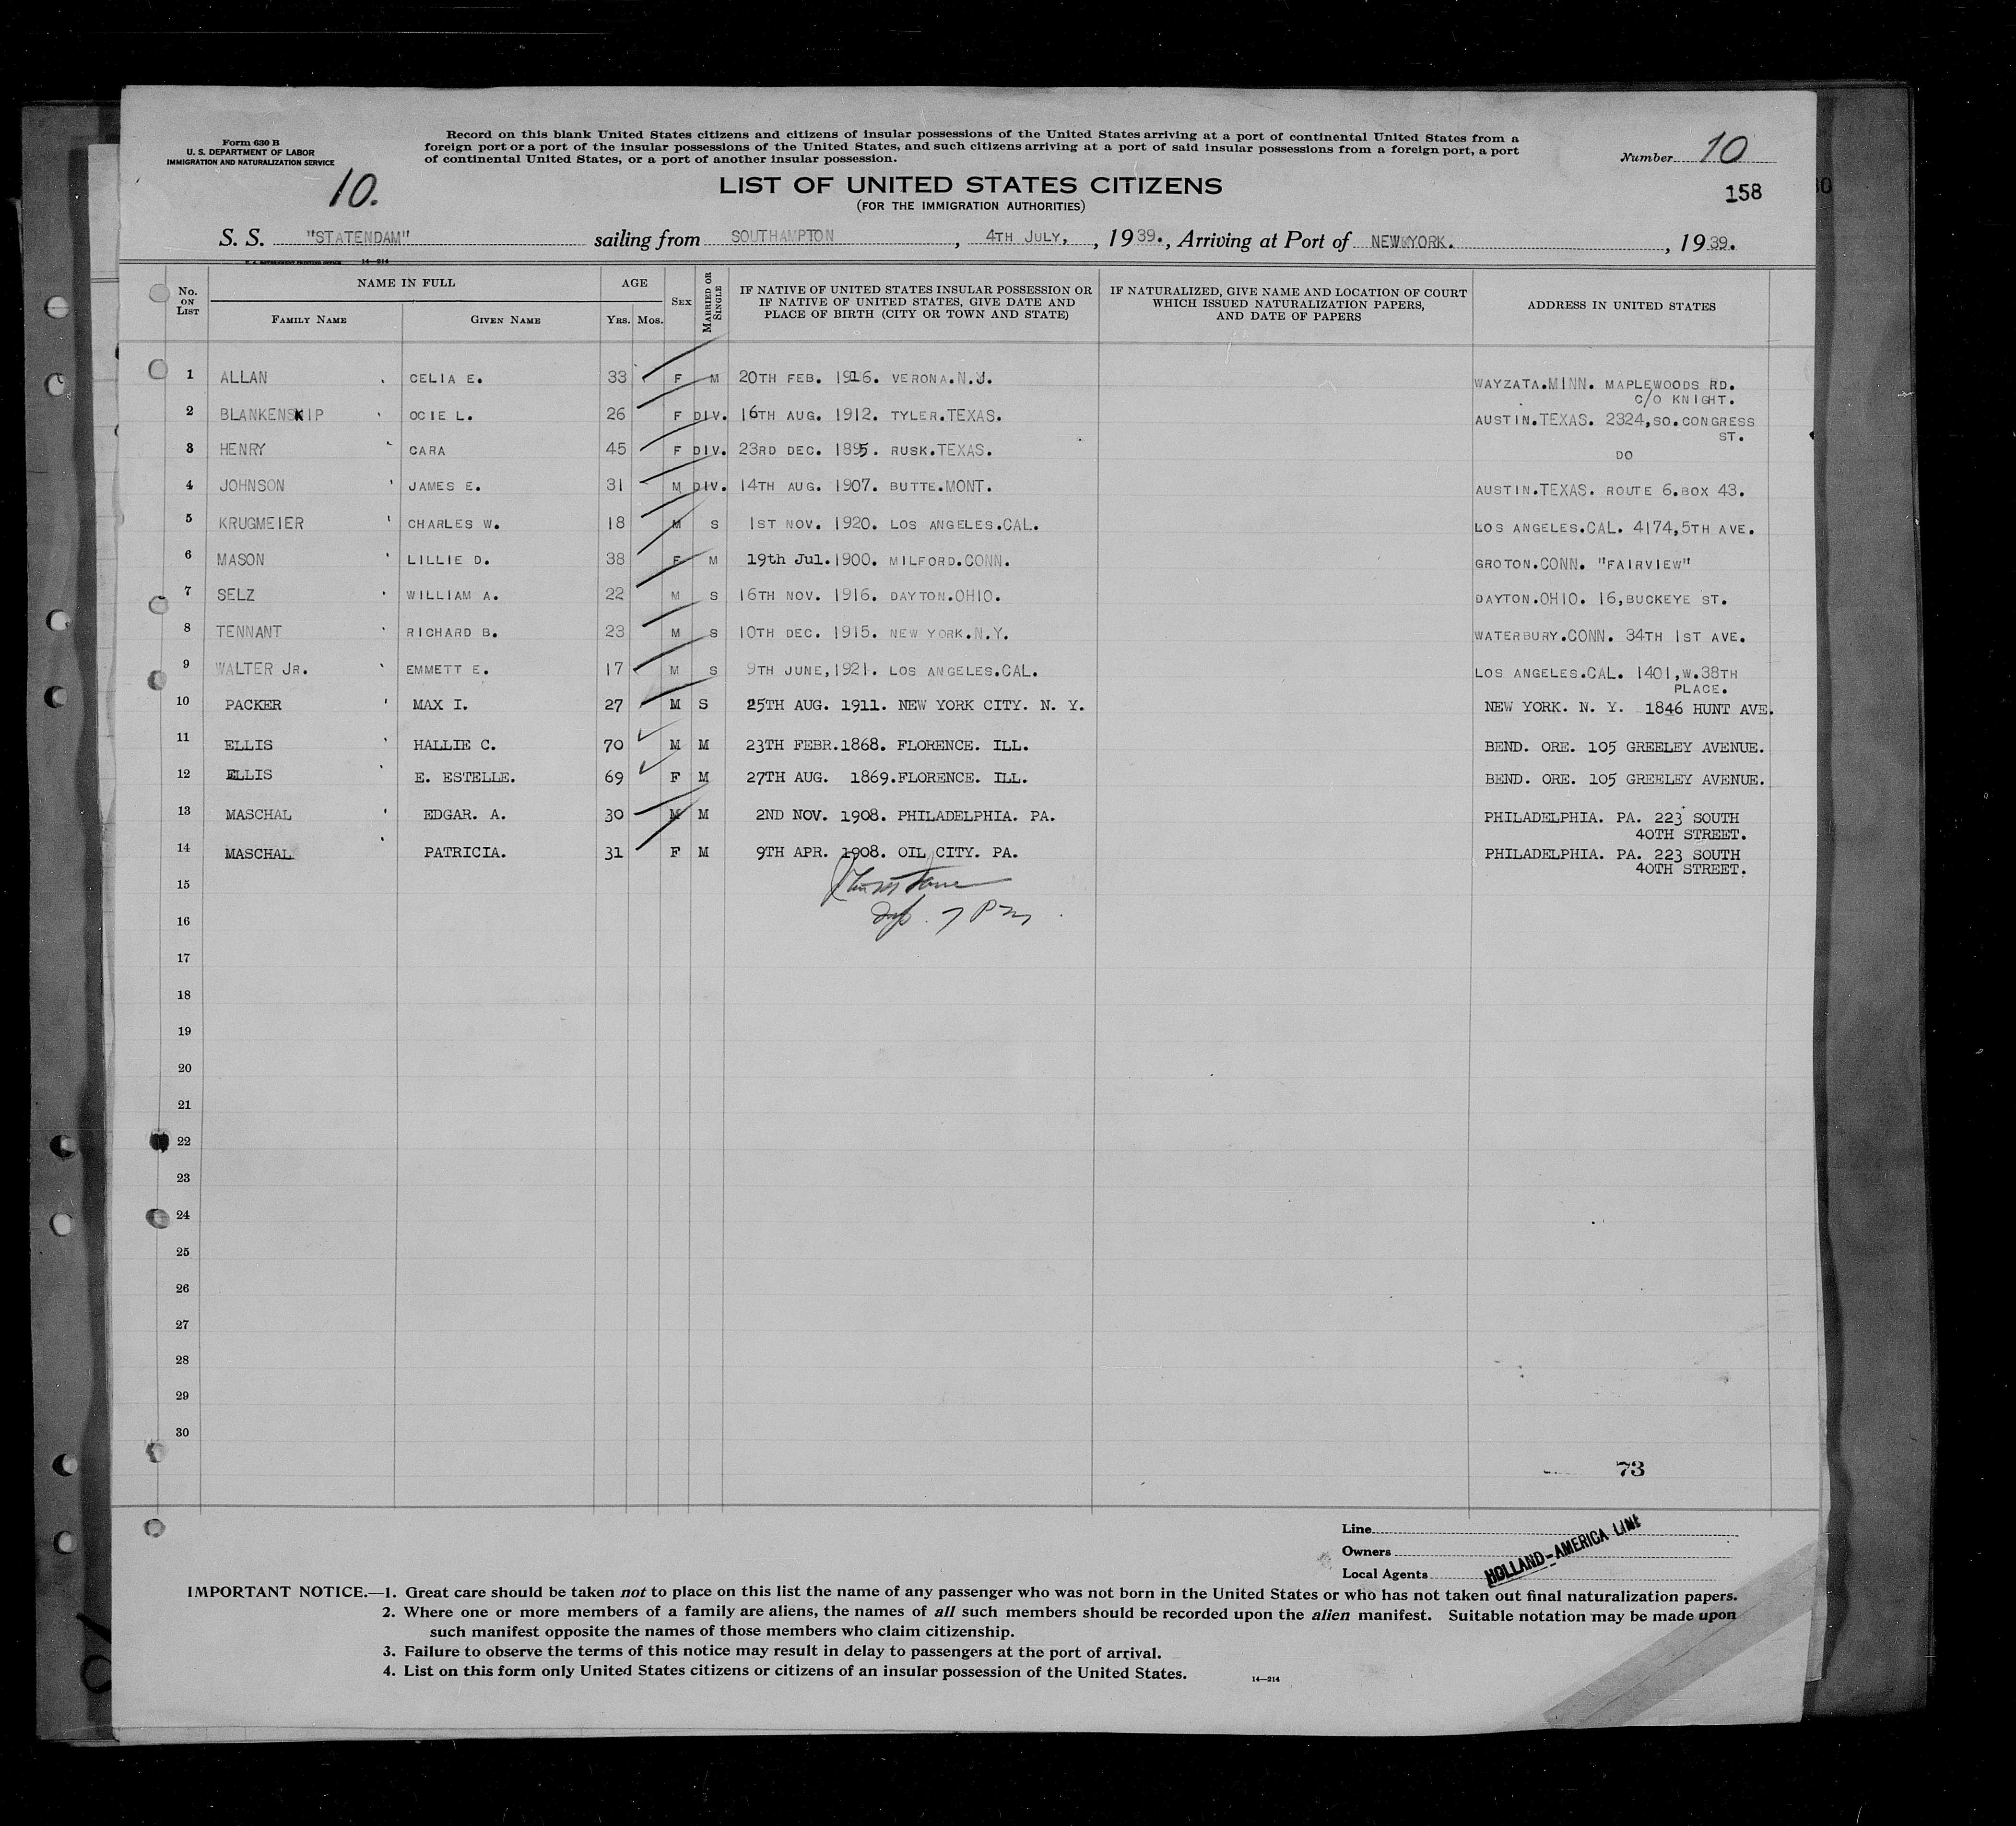 Form 630 B
U. S. DEPARTMENT OF LABOR
IMMIGRATION AND NATURALIZATION SERVICE
10.
Record on this blank United States citizens and citizens of insular possessions of the United States arriving at a port of continental United States from a
foreign port or a port of the insular possessions of the United States, and such citizens arriving at a port of said insular possessions from a foreign port, a port
of continental United States, or a port of another insular possession.
Number 10
158
LIST OF UNITED STATES CITIZENS
(FOR THE IMMIGRATION AUTHORITIES)
S. S. "STATENDAM" sailing from SOUTHAMPTON, 4TH JULY, , 1939., Arriving at Port of NEW YORK. , 1939.
No. ON LIST NAME IN FULL FAMILY NAME GIVEN NAME AGE YRS. MOS. SEX MARRIED OR SINGLE IF NATIVE OF UNITED STATES INSULAR POSSESSION OR IF NATIVE OF UNITED STATES, GIVE DATE AND PLACE OF BIRTH (CITY OR TOWN AND STATE) IF NATURALIZED, GIVE NAME AND LOCATION OF COURT WHICH ISSUED NATURALIZATION PAPERS, AND DATE OF PAPERS ADDRESS IN UNITED STATES
1 ALLAN CELIA E. 33 F M 20TH FEB. 1916. VERONA.N.J. WAYZATA.MINN. MAPLEWOODS RD.
C/O KNIGHT.
2 BLANKENSKIP OCIE L. 26 F DIV. 16TH AUG. 1912. TYLER.TEXAS. AUSTIN.TEXAS. 2324,SO.CONGRESS
ST.
3 HENRY CARA 45 F DIV. 23RD DEC. 1895. RUSK.TEXAS. DO
4 JOHNSON JAMES E. 31 M DIV. 14TH AUG. 1907. BUTTE.MONT. AUSTIN.TEXAS. ROUTE 6.BOX 43.
5 KRUGMEIER CHARLES W. 18 M S 1ST NOV. 1920. LOS ANGELES.CAL. LOS ANGELES.CAL. 4174,5TH AVE.
6 MASON LILLIE D. 38 F M 19th Jul.1900. MILFORD.CONN. GROTON.CONN. "FAIRVIEW"
7 SELZ WILLIAM A. 22 M S 16TH NOV. 1916. DAYTON.OHIO. DAYTON.OHIO. 16,BUCKEYE ST.
8 TENNANT RICHARD B. 23 M S 10TH DEC. 1915. NEW YORK.N.Y. WATERBURY.CONN. 34TH 1ST AVE.
9 WALTER JR. EMMETT E. 17 M S 9TH JUNE,1921. LOS ANGELES.CAL. LOS ANGELES.CAL. 1401,W.38TH
PLACE.
10 PACKER MAX I. 27 M S 25TH AUG. 1911. NEW YORK CITY. N. Y. NEW YORK. N. Y. 1846 HUNT AVE.
11 ELLIS HALLIE C. 70 M M 23TH FEBR.1868. FLORENCE. ILL. BEND. ORE. 105 GREELEY AVENUE.
12 ELLIS E. ESTELLE. 69 F M 27TH AUG. 1869.FLORENCE. ILL. BEND. ORE. 105 GREELEY AVENUE.
13 MASCHAL EDGAR. A. 30 M M 2ND NOV. 1908. PHILADELPHIA. PA. PHILADELPHIA. PA. 223 SOUTH
40TH STREET.
14 MASCHAL PATRICIA. 31 F M 9TH APR. 1908. OIL CITY. PA. PHILADELPHIA. PA. 223 SOUTH
40TH STREET.
15
16 7 PM
17
18
19
20
21
22
23
24
25
26
27
28
29
30
73
Line
Owners
Local Agents
HOLLAND-AMERICA LINE
IMPORTANT NOTICE.—1. Great care should be taken not to place on this list the name of any passenger who was not born in the United States or who has not taken out final naturalization papers.
2. Where one or more members of a family are aliens, the names of all such members should be recorded upon the alien manifest. Suitable notation may be made upon
such manifest opposite the names of those members who claim citizenship.
3. Failure to observe the terms of this notice may result in delay to passengers at the port of arrival.
4. List on this form only United States citizens or citizens of an insular possession of the United States.
14—214